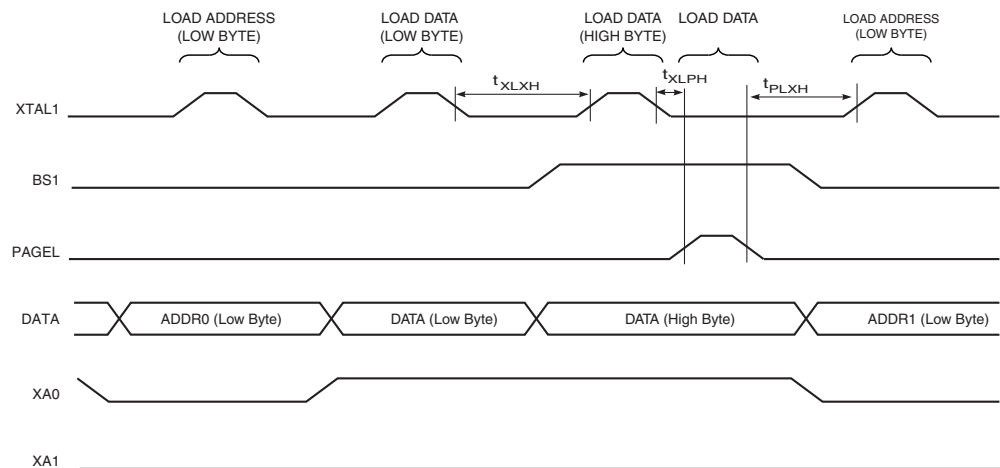 LOAD ADDRESS
(LOW BYTE)
LOAD DATA
(LOW BYTE)
LOAD DATA
(HIGH BYTE)
LOAD DATA
LOAD ADDRESS
(LOW BYTE)
XTAL1
tXLXH
tXLPH
tPLXH
BS1
PAGEL
DATA
ADDR0 (Low Byte)
DATA (Low Byte)
DATA (High Byte)
ADDR1 (Low Byte)
XA0
XA1